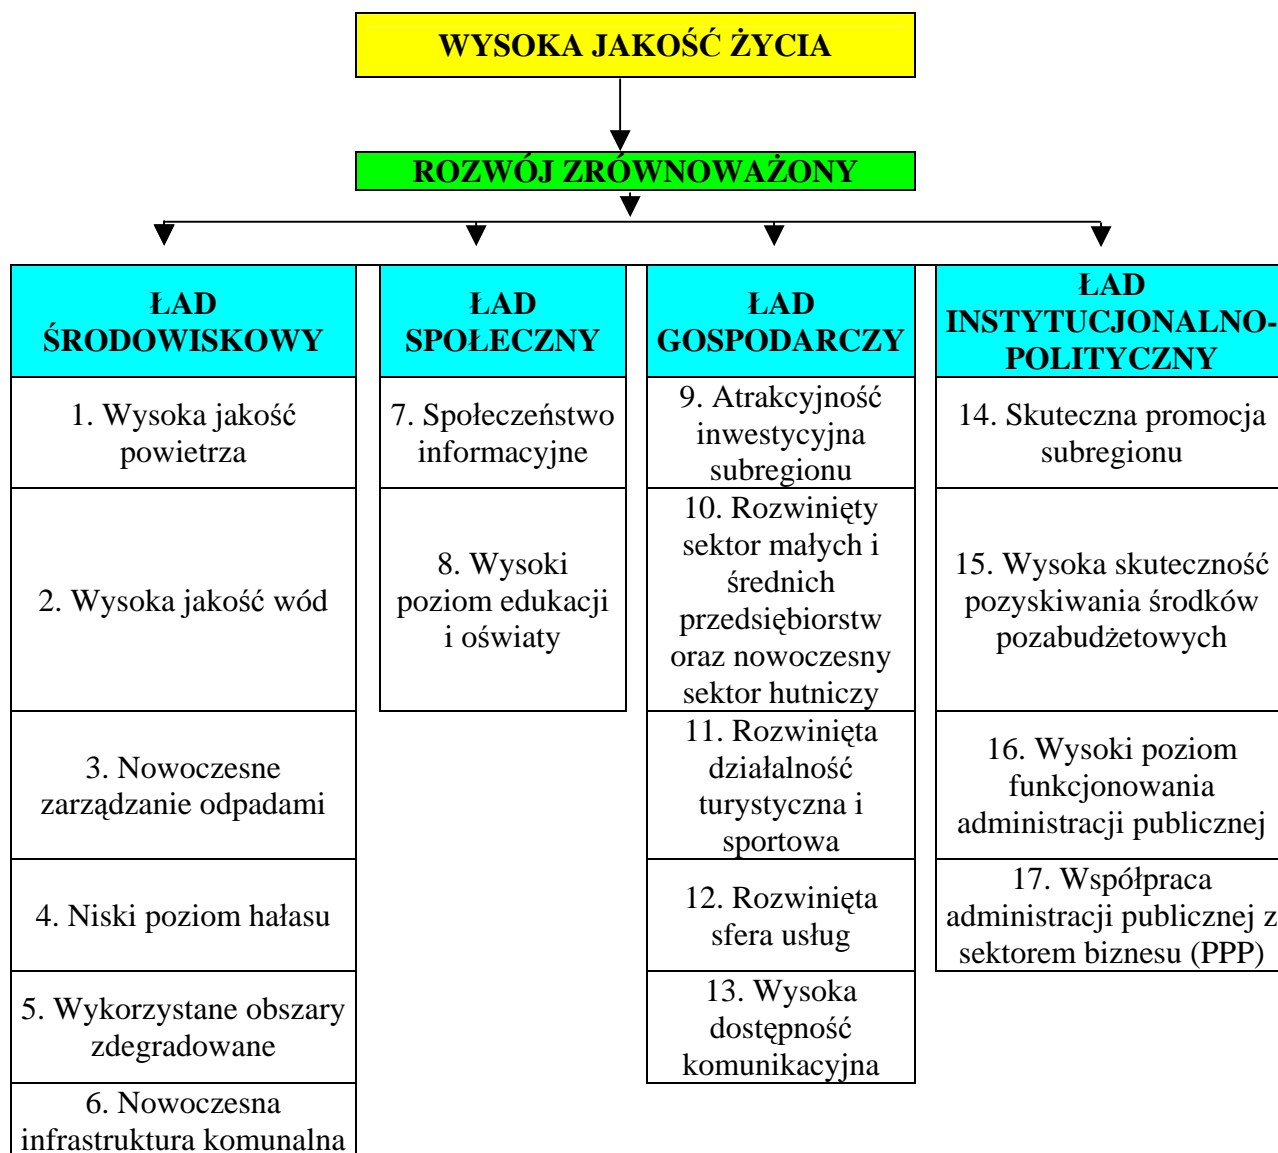 WYSOKA JAKOŚĆ ŻYCIA
ROZWÓJ ZRÓWNOWAŻONY
ŁAD
ŚRODOWISKOWY
1. Wysoka jakość
powietrza
2. Wysoka jakość wód
3. Nowoczesne
zarządzanie odpadami
4. Niski poziom hałasu
5. Wykorzystane obszary
zdegradowane
6. Nowoczesna
infrastruktura komunalna
ŁAD
SPOŁECZNY
7. Społeczeństwo
informacyjne
8. Wysoki
poziom edukacji
i oświaty
ŁAD
GOSPODARCZY
9. Atrakcyjność
inwestycyjna
subregionu
10. Rozwinięty
sektor małych i
średnich
przedsiębiorstw
oraz nowoczesny
sektor hutniczy
11. Rozwinięta
działalność
turystyczna i
sportowa
12. Rozwinięta
sfera usług
13. Wysoka
dostępność
komunikacyjna
ŁAD
INSTYTUCJONALNO-
POLITYCZNY
14. Skuteczna promocja
subregionu
15. Wysoka skuteczność
pozyskiwania środków
pozabudżetowych
16. Wysoki poziom
funkcjonowania
administracji publicznej
17. Współpraca
administracji publicznej z
sektorem biznesu (PPP)